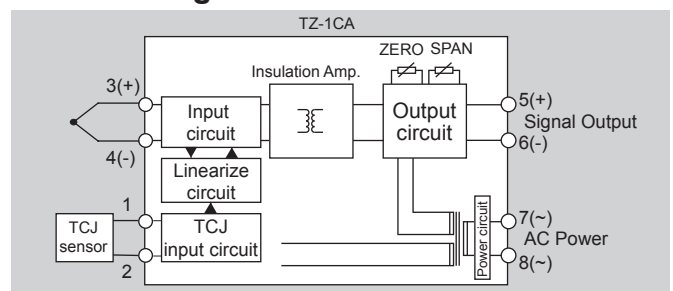 TZ-1CA
ZERO SPAN
Insulation Amp.
3(+)
4(-)
Input
circuit
Output
circuit
5(+)
Signal Output
6(-)
Linearize
circuit
1
TCJ
sensor
2
TCJ
input circuit
Power circuit
7(~)
AC Power
8(~)